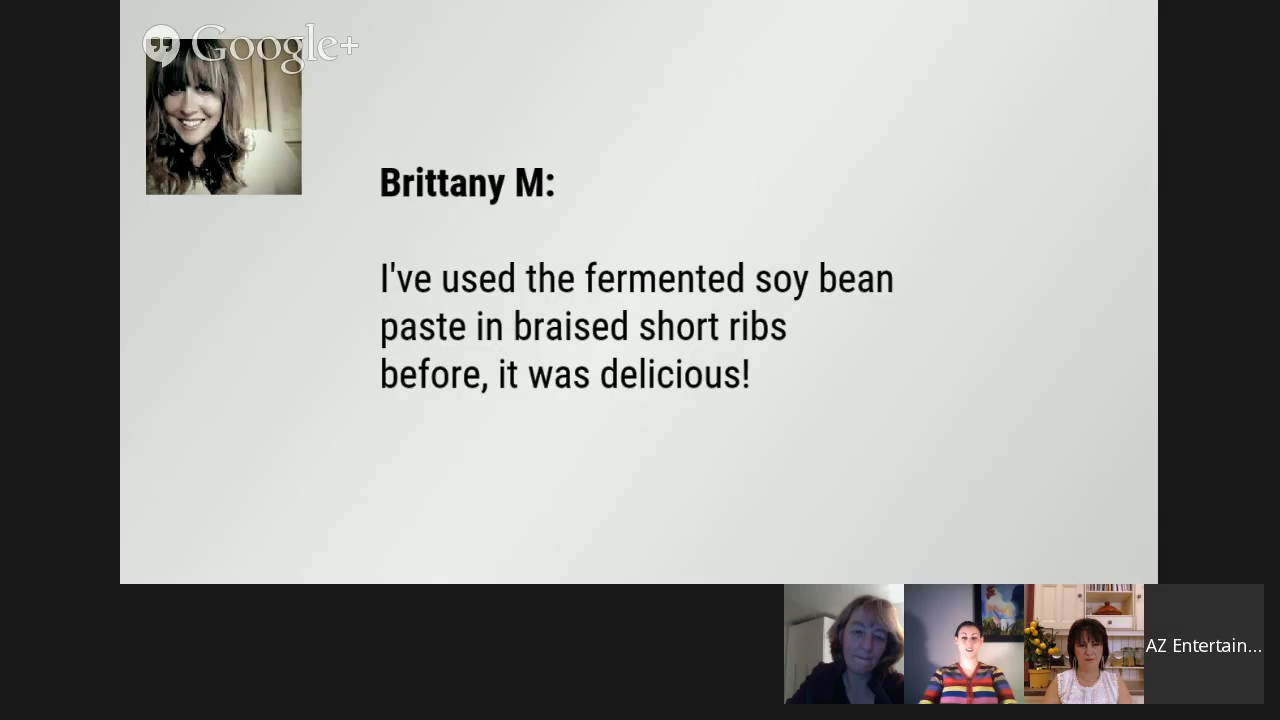 Google+
Brittany M:
I've used the fermented soy bean
paste in braised short ribs
before, it was delicious!
AZ Entertain...